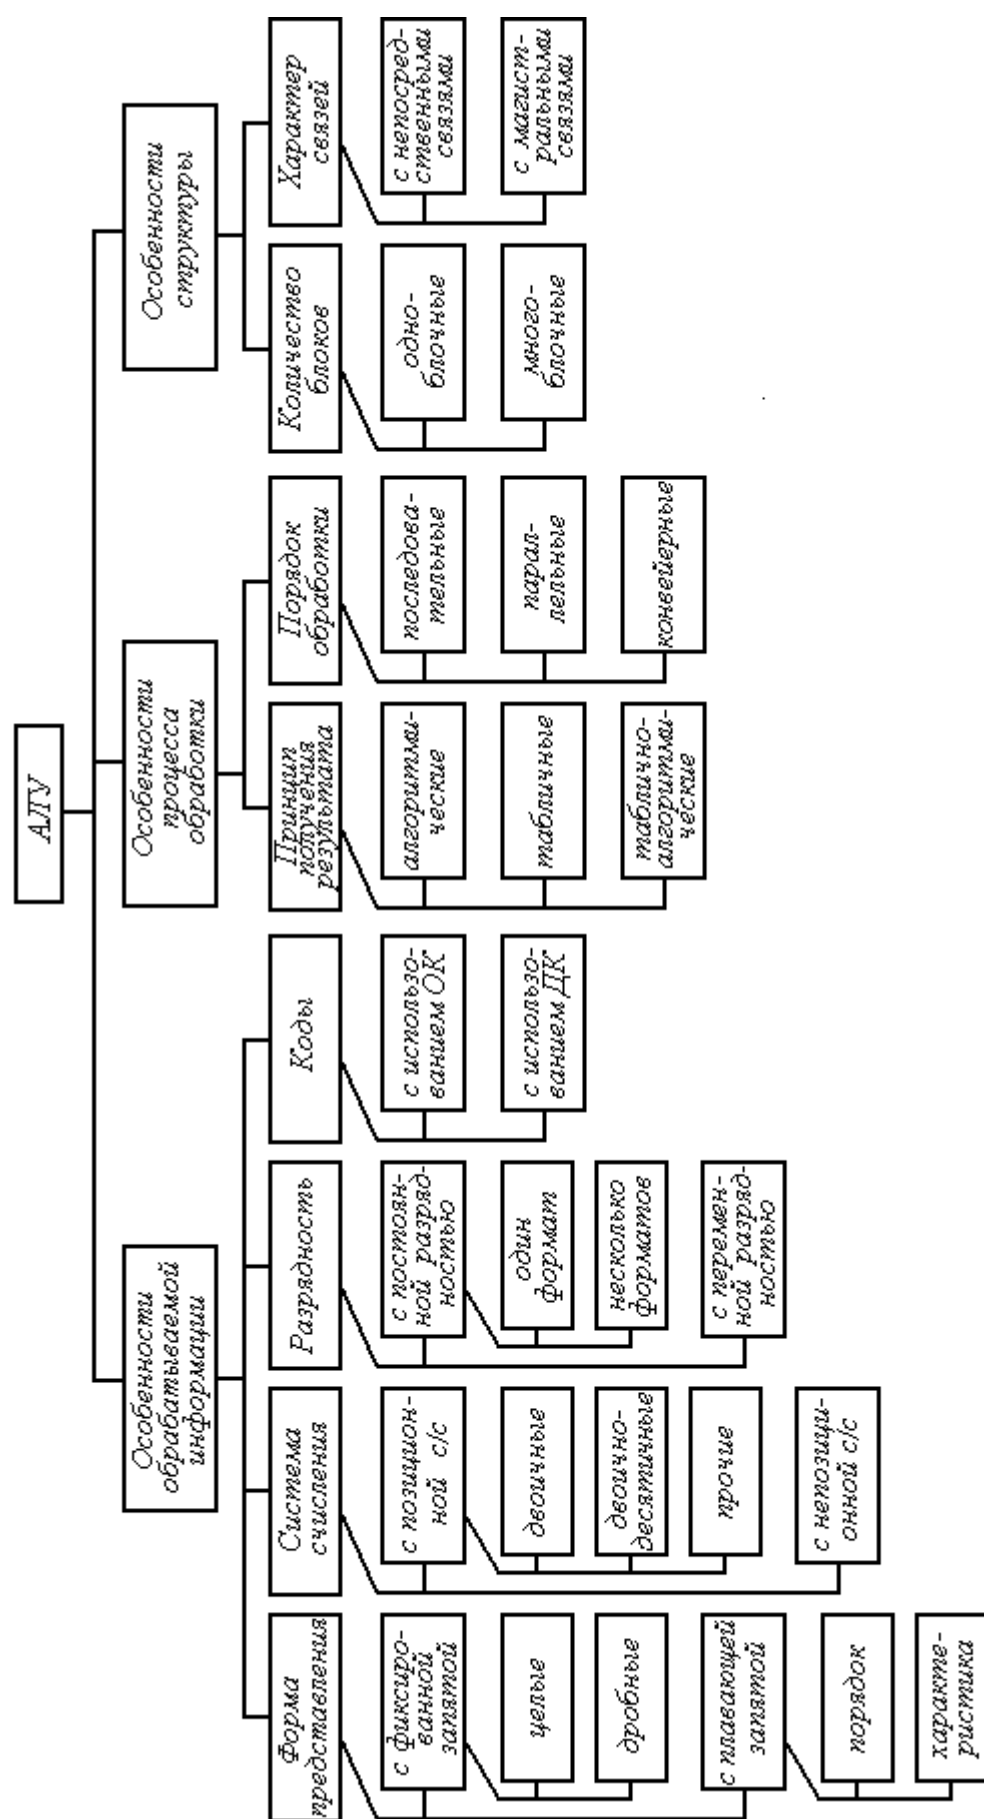 АЛУ
Особенности
обрабатываемой
информации
Особенности
процесса
обработки
Особенности
структуры
Форма
представления
Система
счисления
Разрядность
Коды
Принцип
получения
результата
Порядок
обработки
Количество
блоков
Характер
связей
с фиксиро-
ванной
запятой
целые
дробные
с плавающей
запятой
порядок
характе-
ристика
с позицион-
ной с/с
двоичные
двоично-
десятичные
прочие
с непозици-
онной с/с
с постоян-
ной разряд-
ностью
один
формат
несколько
форматов
с перемен-
ной разряд-
ностью
с использо-
ванием ОК
с использо-
ванием ДК
алгоритми-
ческие
табличные
таблично-
алгоритми-
ческие
последова-
тельные
парал-
лельные
конвейерные
одно-
блочные
много-
блочные
с непосред-
ственными
связями
с магист-
ральными
связями